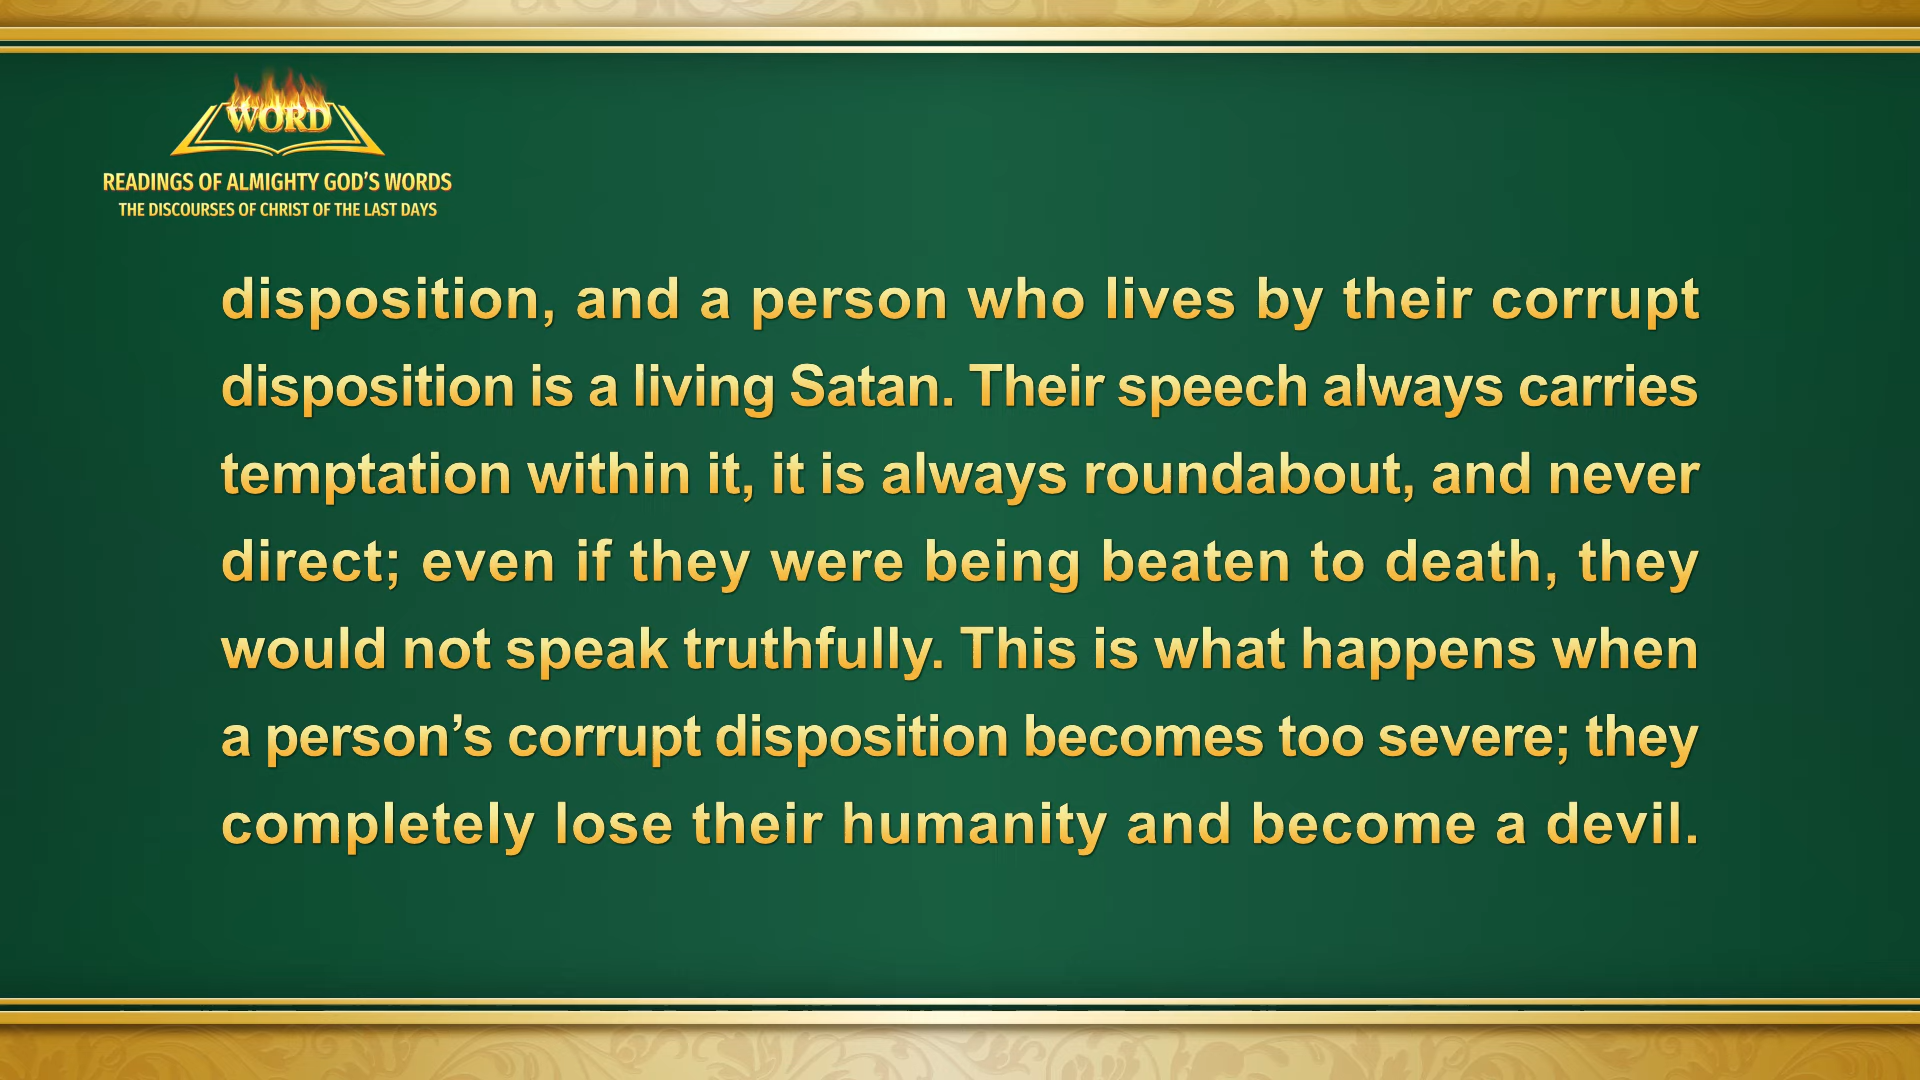 WORD
READINGS OF ALMIGHTY GOD’S WORDS
THE DISCOURSES OF CHRIST OF THE LAST DAYS
disposition, and a person who lives by their corrupt
disposition is a living Satan. Their speech always carries
temptation within it, it is always roundabout, and never
direct; even if they were being beaten to death, they
would not speak truthfully. This is what happens when
a person’s corrupt disposition becomes too severe; they
completely lose their humanity and become a devil.